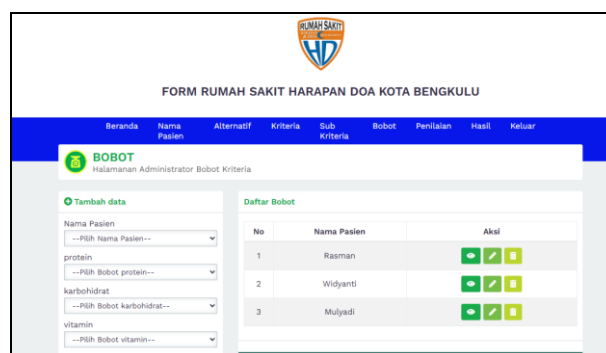 RUMAH SAKIT
HD
FORM RUMAH SAKIT HARAPAN DOA KOTA BENGKULU
Beranda Nama Pasien Alternatif Kriteria Sub Kriteria Bobot Penilaian Hasil Keluar
BOBOT
Halamanan Administrator Bobot Kriteria
Tambah data
Nama Pasien
--Pilih Nama Pasien--
protein
--Pilih Bobot protein--
karbohidrat
--Pilih Bobot karbohidrat--
vitamin
--Pilih Bobot vitamin--
Daftar Bobot
No Nama Pasien Aksi
1 Rasman
2 Widyanti
3 Mulyadi